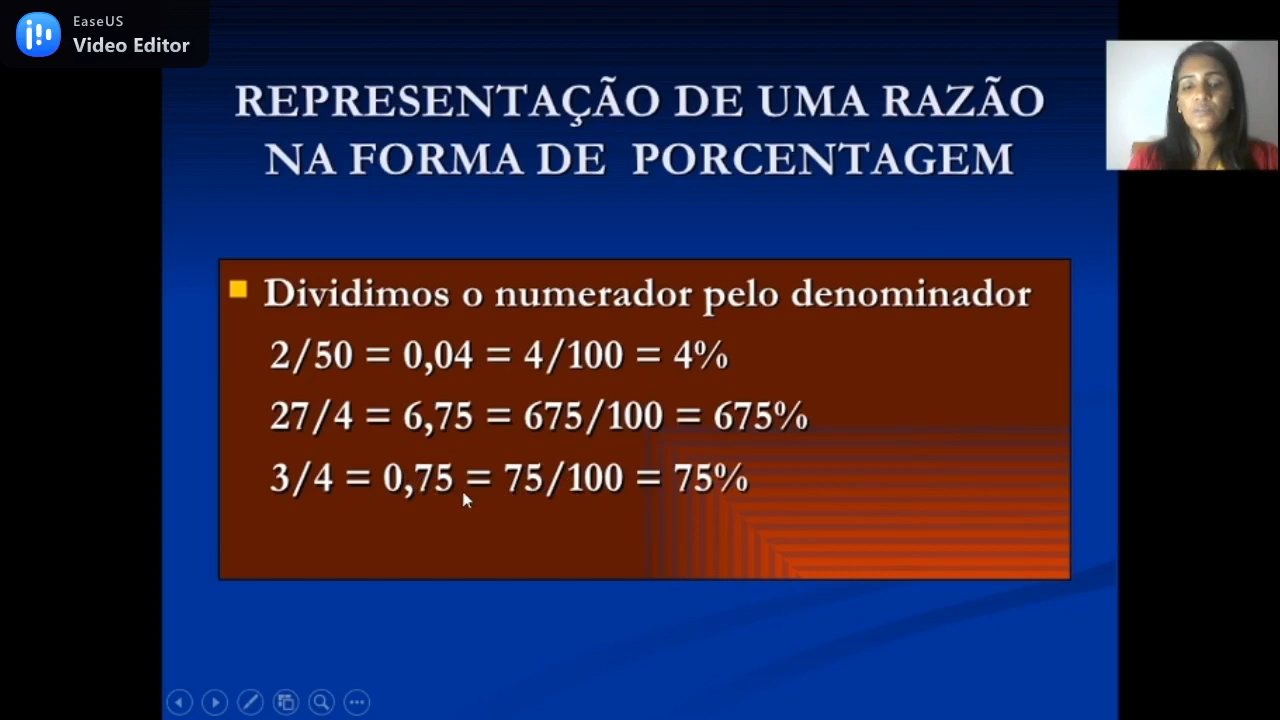 EaseUS
Video Editor
REPRESENTAÇÃO DE UMA RAZÃO
NA FORMA DE PORCENTAGEM
Dividimos o numerador pelo denominador
2/50 = 0,04 = 4/100 = 4%
27/4 = 6,75 = 675/100 = 675%
3/4 = 0,75 = 75/100 = 75%